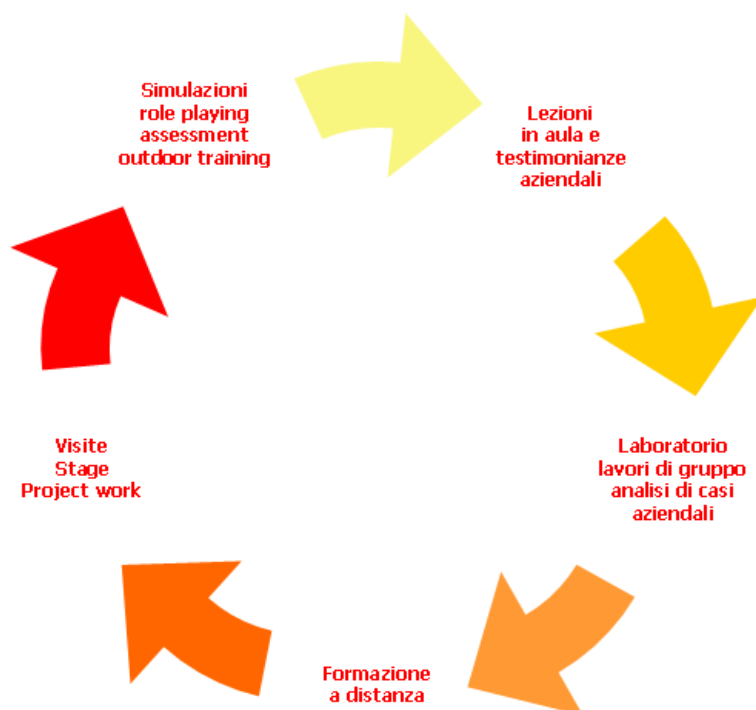 Simulazioni
role playing
assessment
outdoor training
Lezioni
in aula e
testimonianze
aziendali
Laboratorio
lavori di gruppo
analisi di casi
aziendali
Formazione
a distanza
Visite
Stage
Project work